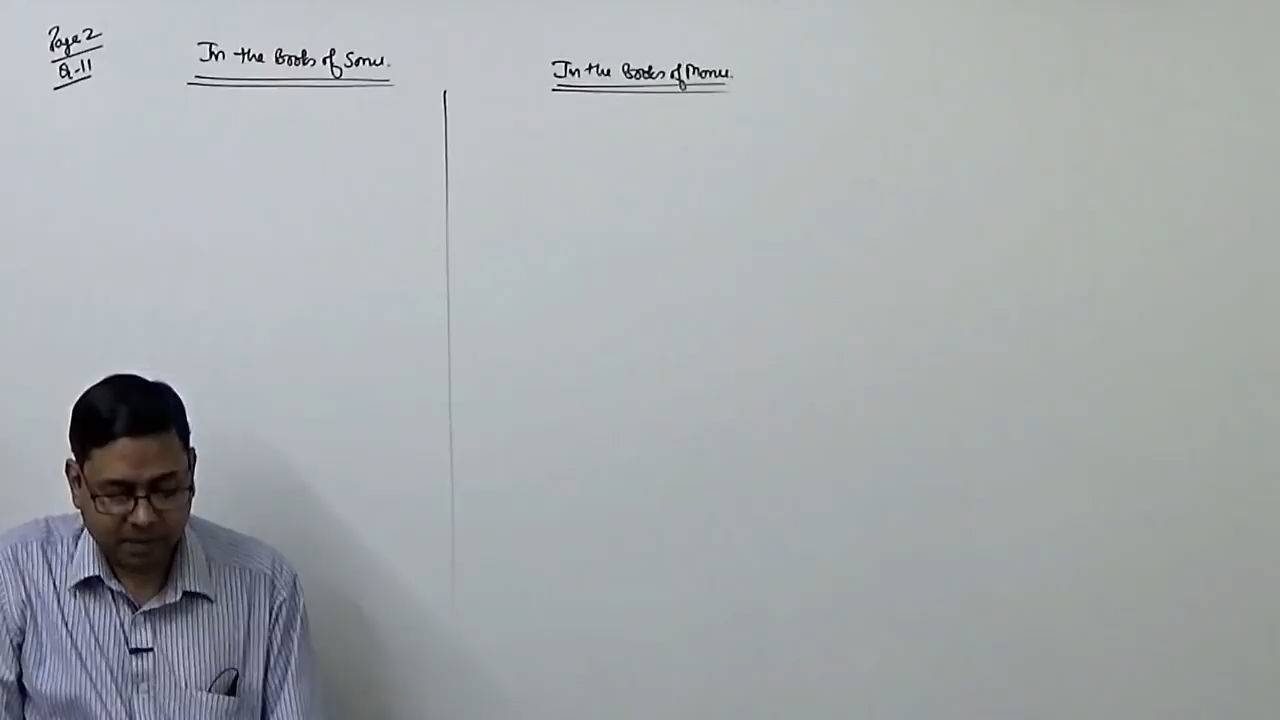 Page 2
Q-11
In the Books of Sonu.
In the Books of Monu.